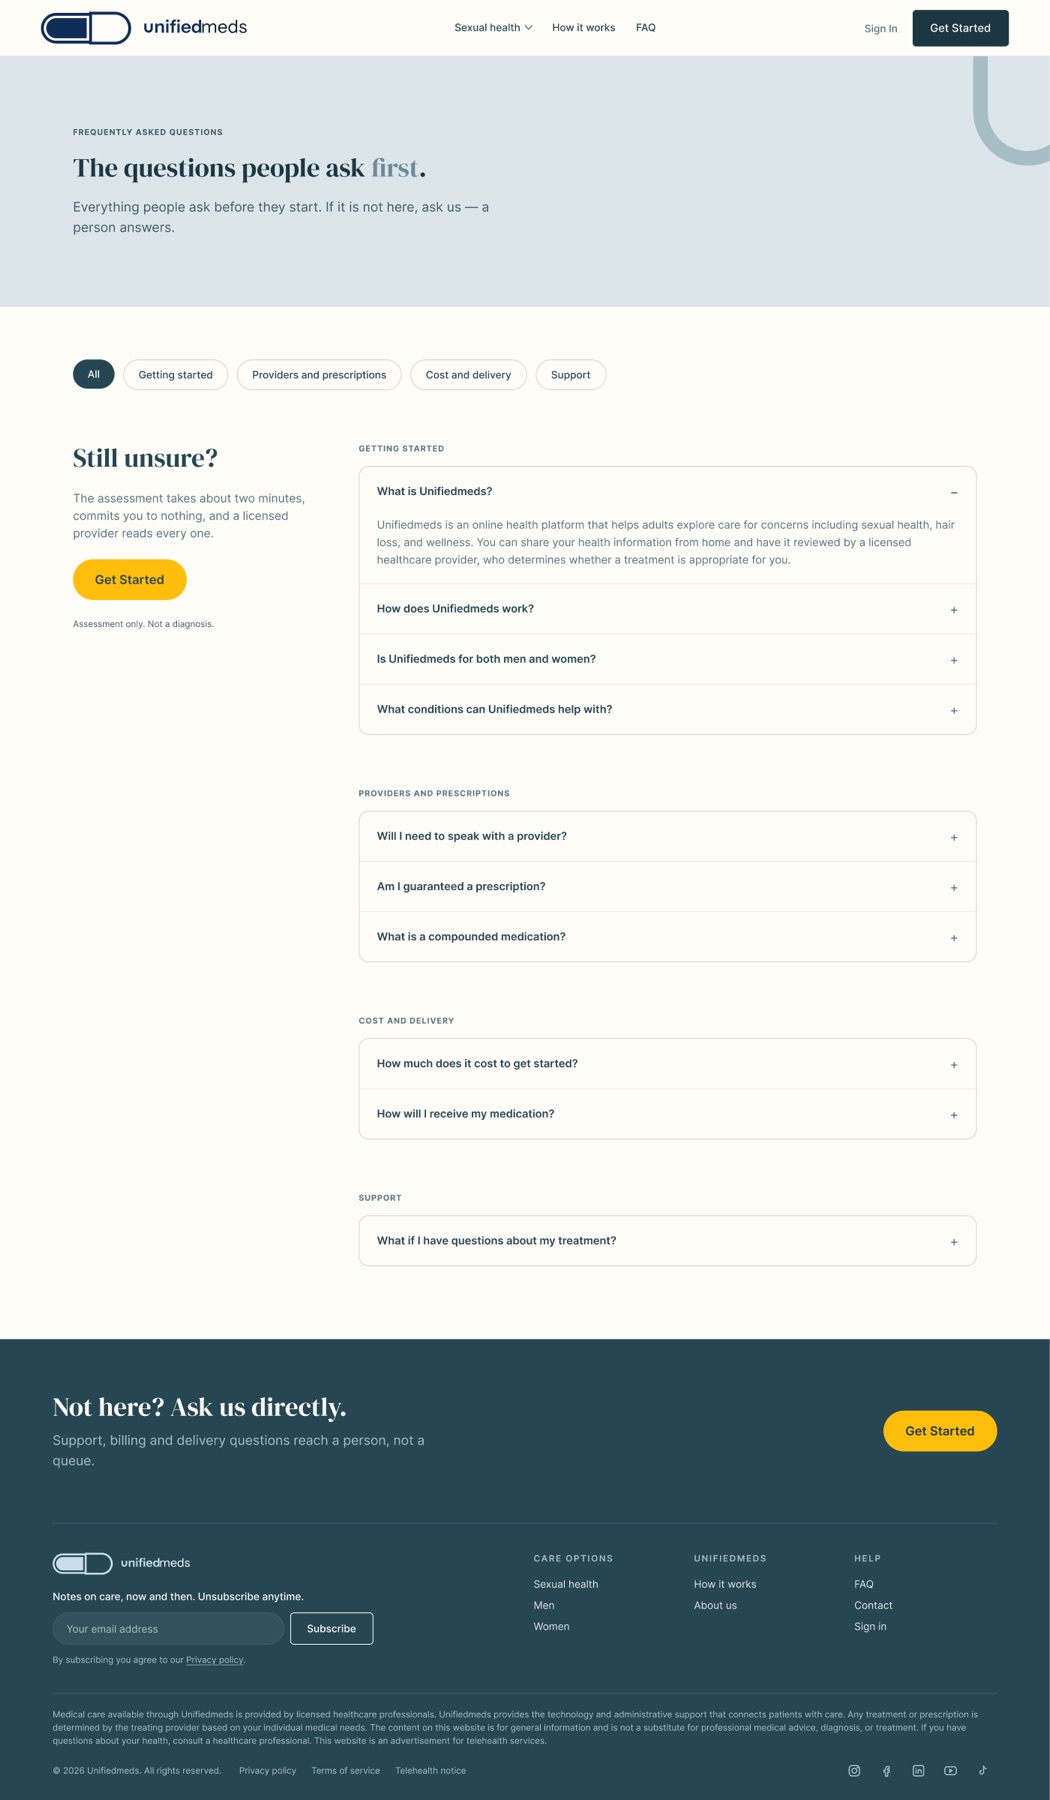 unifiedmeds
Sexual health
How it works
FAQ
Sign In
Get Started
FREQUENTLY ASKED QUESTIONS
The questions people ask first.
Everything people ask before they start. If it is not here, ask us — a
person answers.
All
Getting started
Providers and prescriptions
Cost and delivery
Support
Still unsure?
The assessment takes about two minutes,
commits you to nothing, and a licensed
provider reads every one.
Get Started
Assessment only. Not a diagnosis.
GETTING STARTED
What is Unifiedmeds? –
Unifiedmeds is an online health platform that helps adults explore care for concerns including sexual health, hair
loss, and wellness. You can share your health information from home and have it reviewed by a licensed
healthcare provider, who determines whether a treatment is appropriate for you.
How does Unifiedmeds work? +
Is Unifiedmeds for both men and women? +
What conditions can Unifiedmeds help with? +
PROVIDERS AND PRESCRIPTIONS
Will I need to speak with a provider? +
Am I guaranteed a prescription? +
What is a compounded medication? +
COST AND DELIVERY
How much does it cost to get started? +
How will I receive my medication? +
SUPPORT
What if I have questions about my treatment? +
Not here? Ask us directly.
Support, billing and delivery questions reach a person, not a
queue.
Get Started
unifiedmeds
Notes on care, now and then. Unsubscribe anytime.
Your email address
Subscribe
By subscribing you agree to our Privacy policy.
CARE OPTIONS
Sexual health
Men
Women
UNIFIEDMEDS
How it works
About us
HELP
FAQ
Contact
Sign in
Medical care available through Unifiedmeds is provided by licensed healthcare professionals. Unifiedmeds provides the technology and administrative support that connects patients with care. Any treatment or prescription is
determined by the treating provider based on your individual medical needs. The content on this website is for general information and is not a substitute for professional medical advice, diagnosis, or treatment. If you have
questions about your health, consult a healthcare professional. This website is an advertisement for telehealth services.
© 2026 Unifiedmeds. All rights reserved.
Privacy policy
Terms of service
Telehealth notice